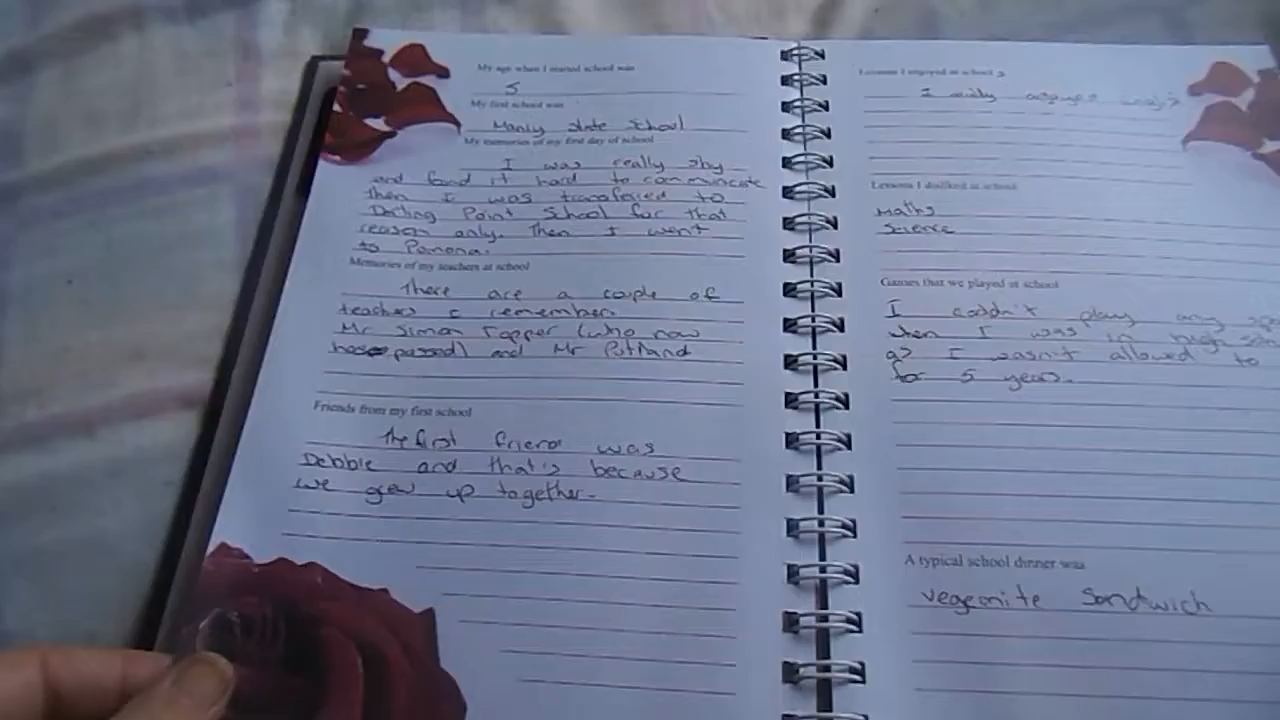 My age when I started school was
5
My first school was
Manly state School
My memories of my first day of school
I was really shy
and found it hard to communicate
Then I was transferred to
Darling Point School for that
reason only. Then I went
to Pomona.
Memories of my teachers at school
There are a couple of
teachers I remember.
Mr Simon Tapper (who now
has passed) and Mr Putland
Friends from my first school
The first friend was
Debbie and that's because
we grew up together.
Lessons I enjoyed at school
I
Lessons I disliked at school
Maths
Science
Games that we played at school
I couldn't play any
when I was in high
as I wasn't allowed to
for 5 years.
A typical school dinner was
vegemite Sandwich